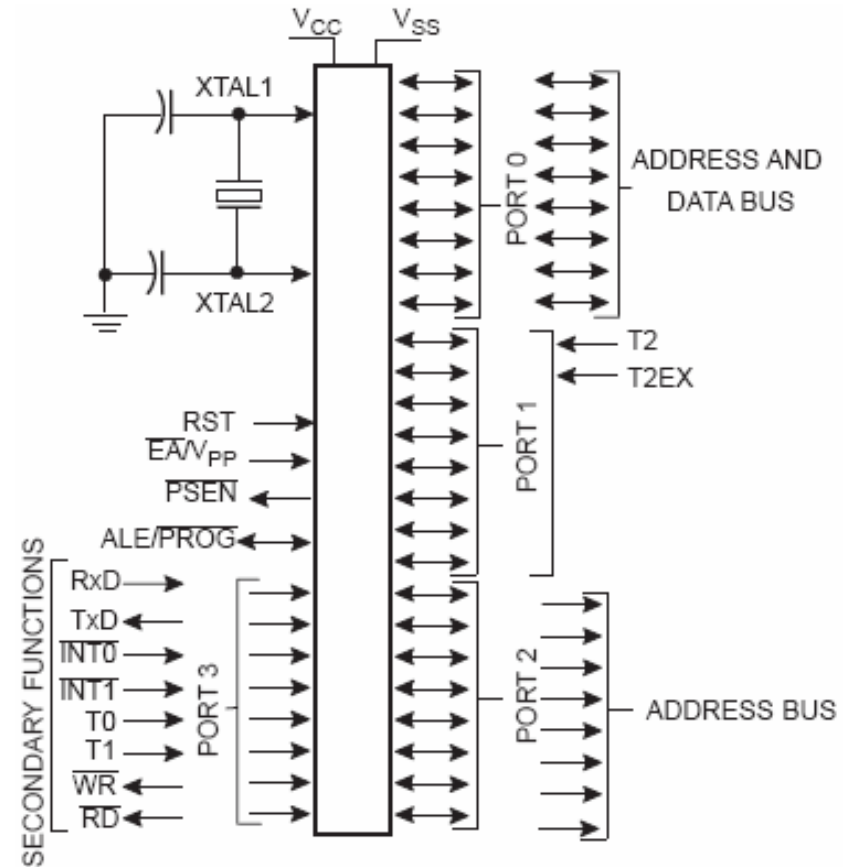 VCC
VSS
XTAL1
XTAL2
PORT 0
ADDRESS AND
DATA BUS
T2
T2EX
PORT 1
RST
EA/VPP
PSEN
ALE/PROG
SECONDARY FUNCTIONS
RxD
TxD
INT0
INT1
T0
T1
WR
RD
PORT 3
PORT 2
ADDRESS BUS